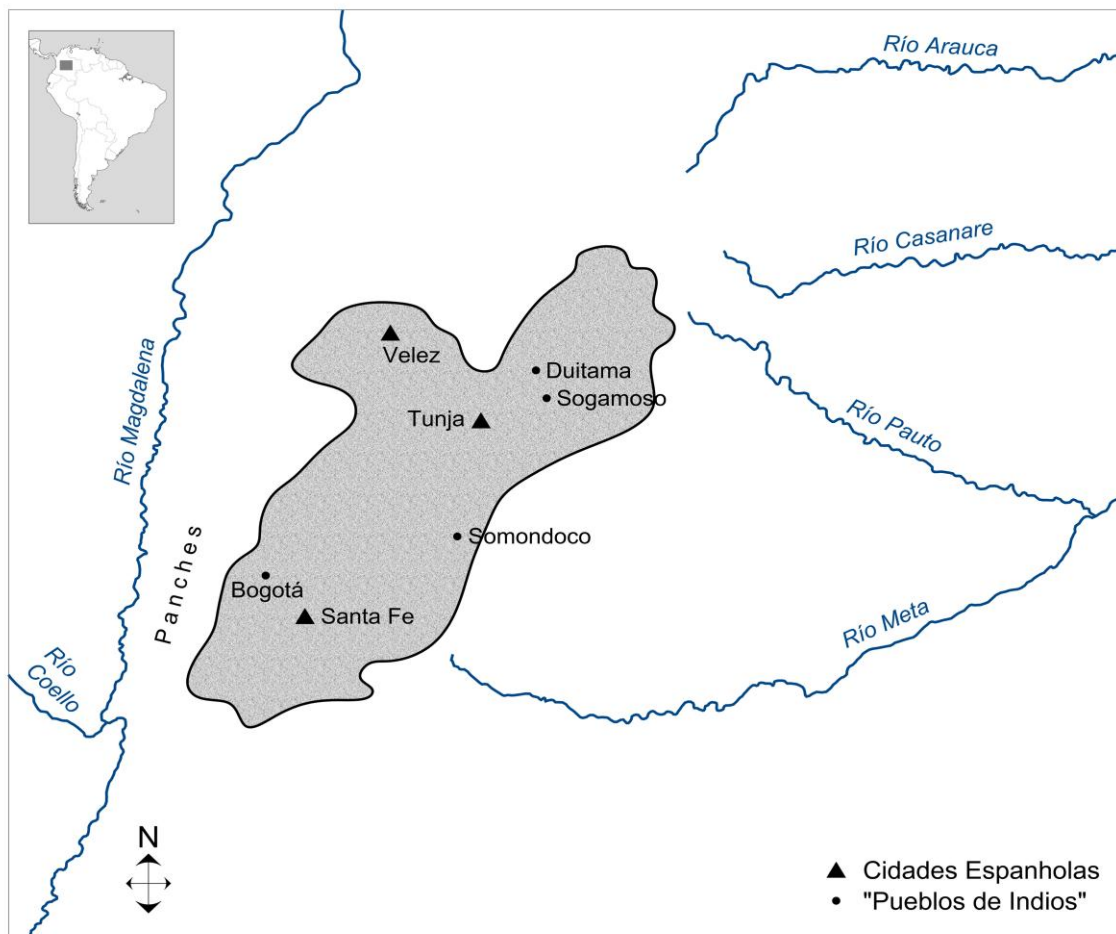 Río Arauca
Río Casanare
Río Magdalena
Velez
Duitama
Sogamoso
Tunja
Río Pauto
Panches
Somondoco
Bogotá
Santa Fe
Río Meta
Río
Coello
N
Cidades Espanholas
"Pueblos de Indios"